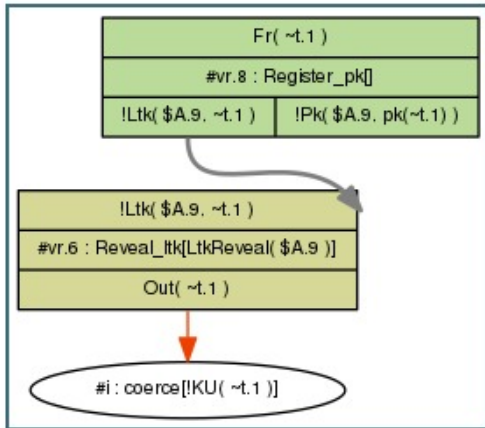 Fr( ~t.1 )
#vr.8 : Register_pk[]
!Ltk( $A.9, ~t.1 ) !Pk( $A.9, pk(~t.1) )
!Ltk( $A.9, ~t.1 )
#vr.6 : Reveal_ltk[LtkReveal( $A.9 )]
Out( ~t.1 )
#i : coerce[!KU( ~t.1 )]